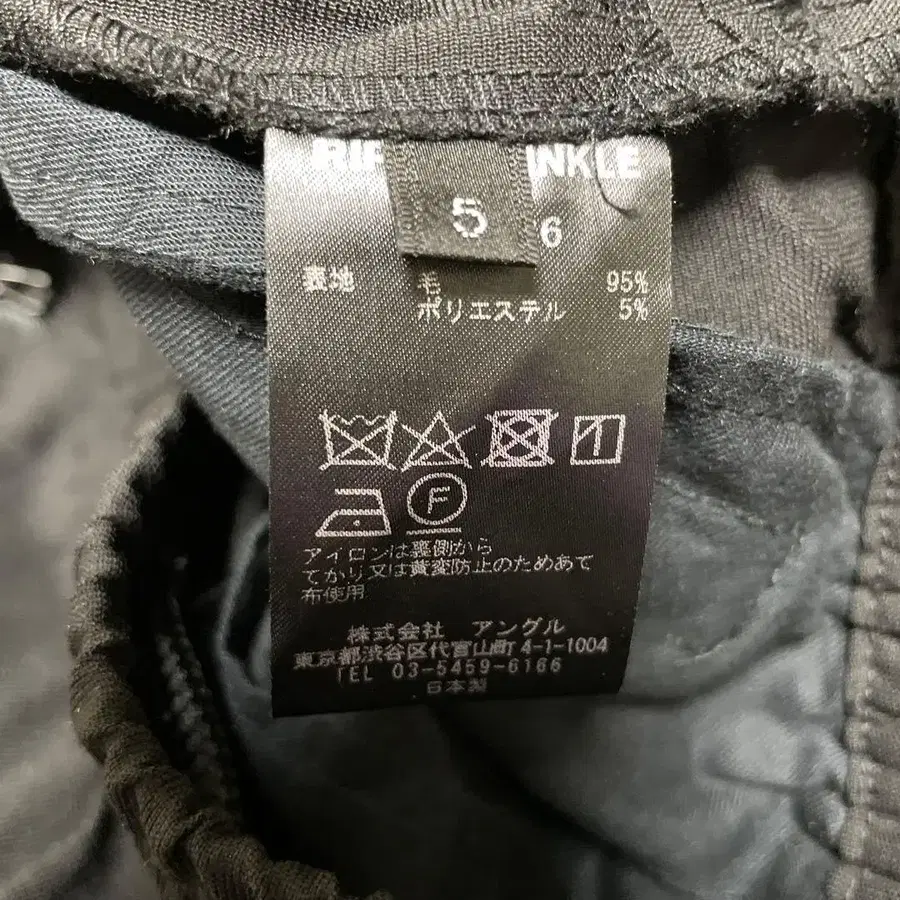 RIP INKLE
5
6
表地 毛 95%
ポリエステル 5%
F
アイロンは裏側から
てかり又は黄変防止のためあて
布使用
株式会社 アングル
東京都渋谷区代官山町4-1-1004
TEL 03-5459-6166
日本製